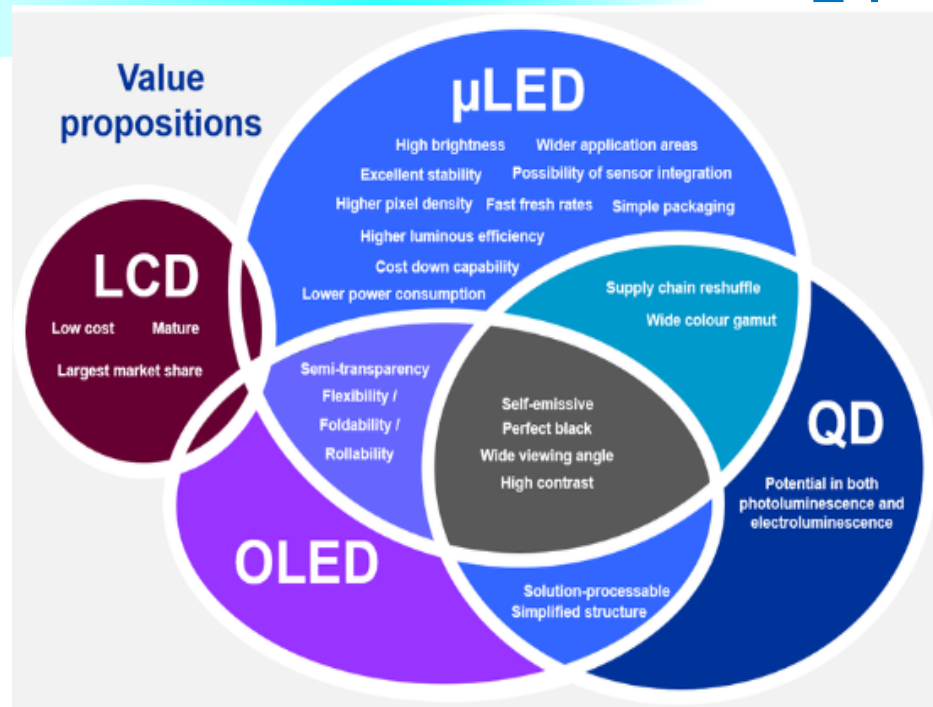 Value
propositions
µLED
High brightness Wider application areas
Excellent stability Possibility of sensor integration
Higher pixel density Fast fresh rates Simple packaging
Higher luminous efficiency
Cost down capability
Lower power consumption
LCD
Low cost Mature
Largest market share
Supply chain reshuffle
Wide colour gamut
Semi-transparency
Flexibility /
Foldability /
Rollability
Self-emissive
Perfect black
Wide viewing angle
High contrast
QD
Potential in both
photoluminescence and
electroluminescence
OLED
Solution-processable
Simplified structure